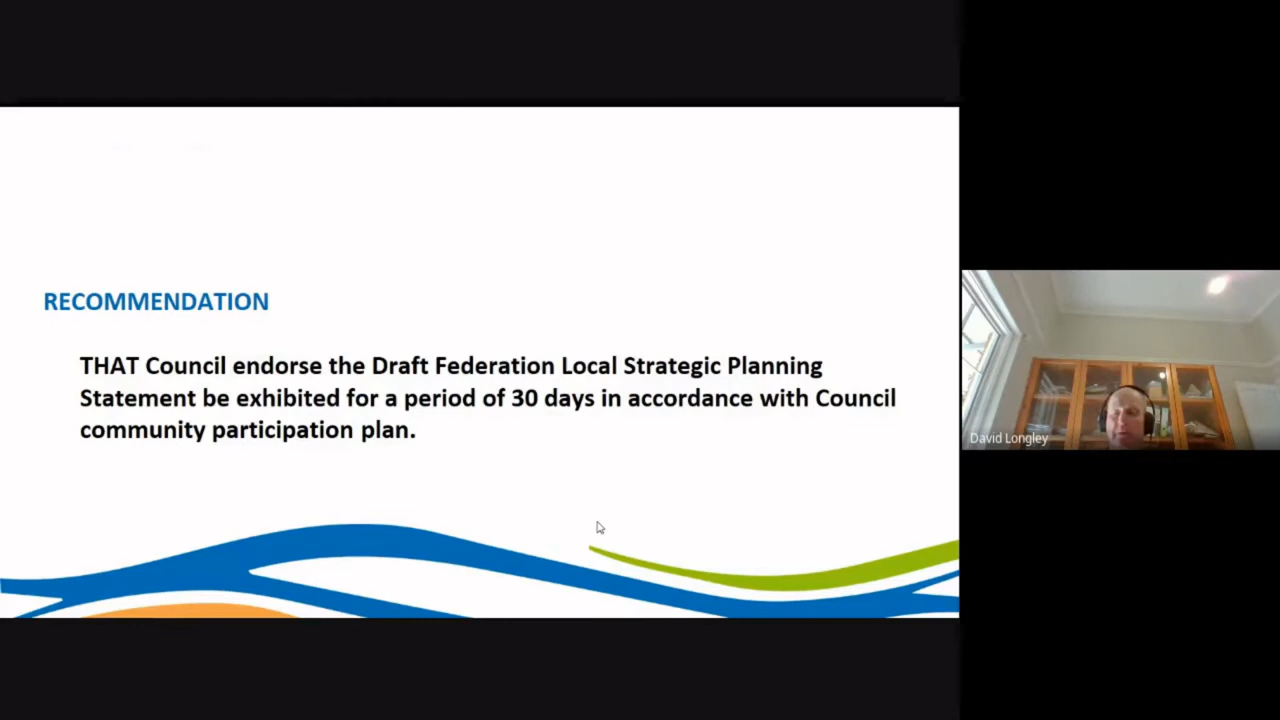 RECOMMENDATION
THAT Council endorse the Draft Federation Local Strategic Planning
Statement be exhibited for a period of 30 days in accordance with Council
community participation plan.
David Longley